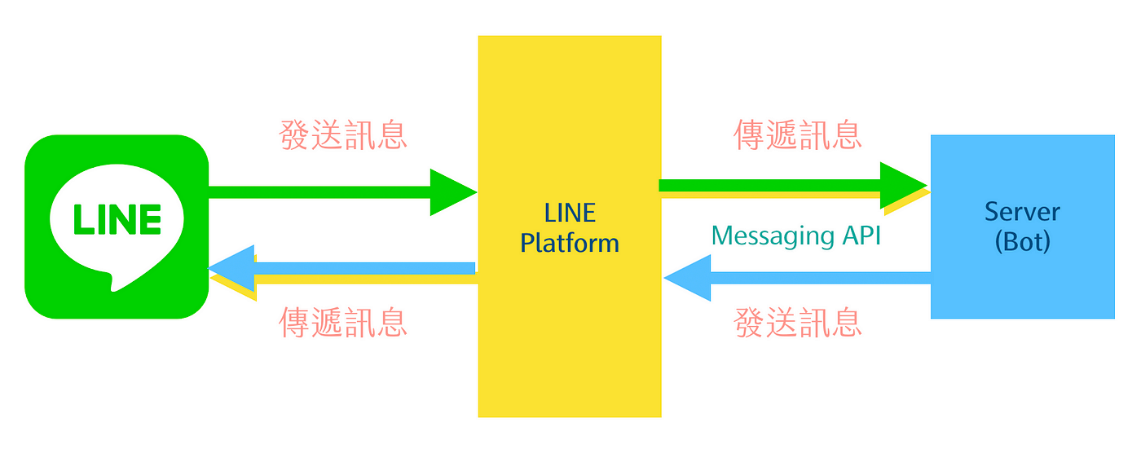 發送訊息
傳遞訊息
LINE
LINE
Platform
Server
(Bot)
Messaging API
傳遞訊息
發送訊息